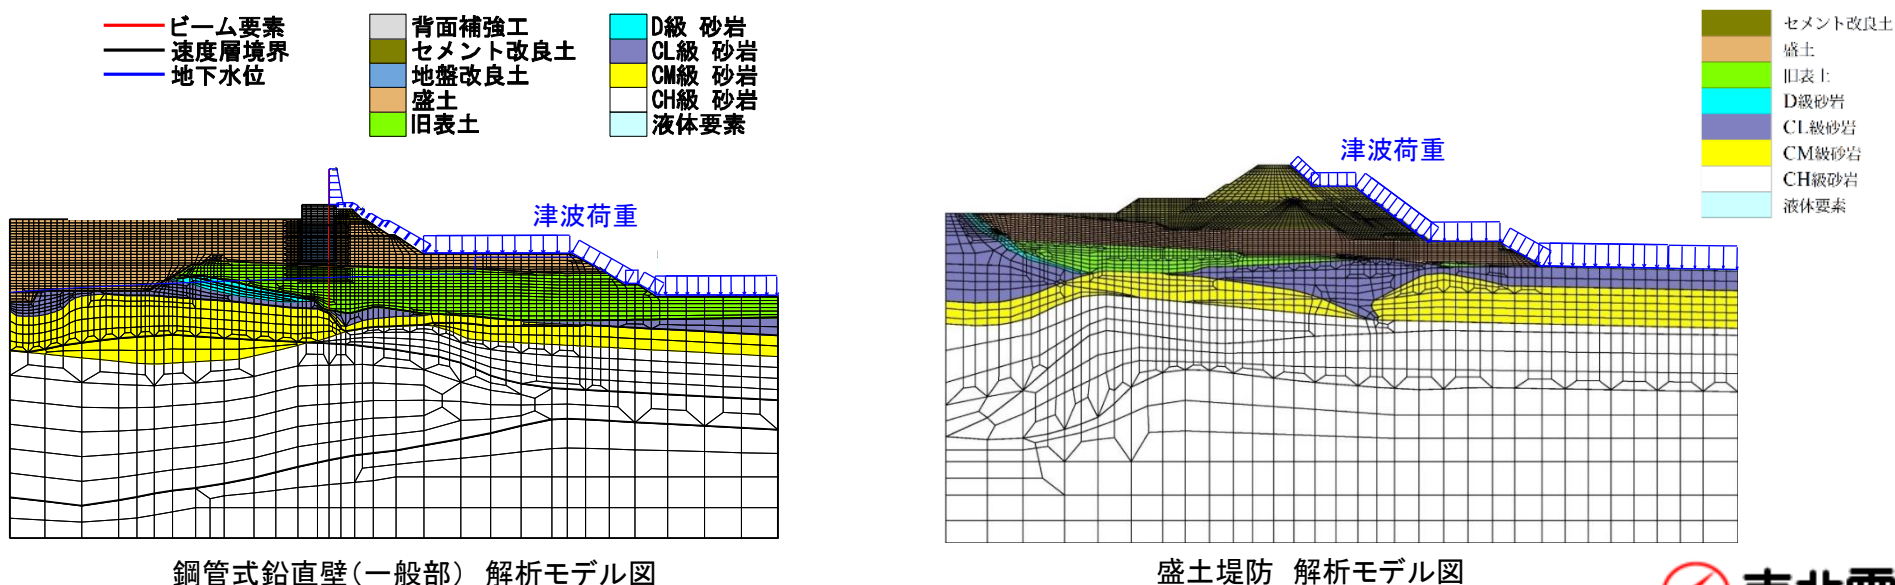 ビーム要素
速度層境界
地下水位
背面補強工
セメント改良土
地盤改良土
盛土
旧表土
D級 砂岩
CL級 砂岩
CM級 砂岩
CH級 砂岩
液体要素
津波荷重
鋼管式鉛直壁(一般部) 解析モデル図
津波荷重
セメント改良土
盛土
旧表土
D級砂岩
CL級砂岩
CM級砂岩
CH級砂岩
液体要素
盛土堤防 解析モデル図